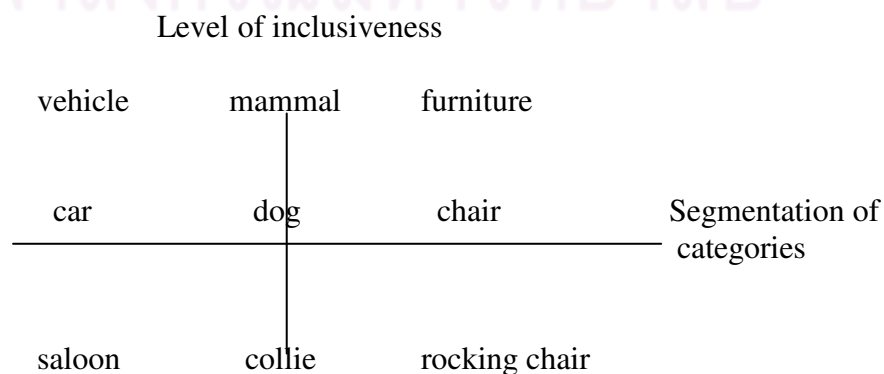 Level of inclusiveness
vehicle mammal furniture
car dog chair Segmentation of
categories
saloon collie rocking chair